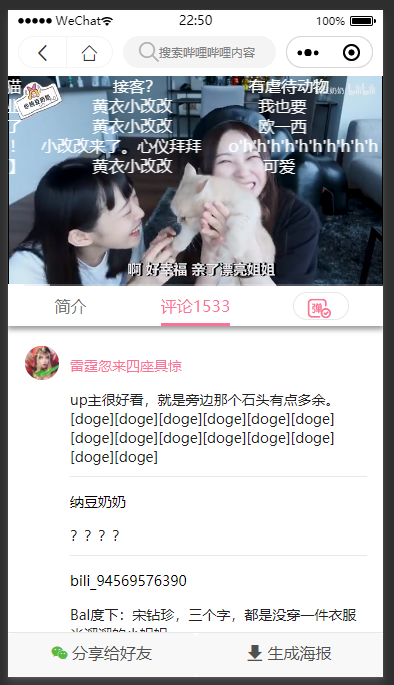 WeChat 22:50 100%
搜索哔哩哔哩内容
猫 接客? 有虐待动物
黄衣小改改 我也要
了 黄衣小改改 欧一西
! 小改改来了。心仪拜拜 o'h'h'h'h'h'h'h'h'h
】 黄衣小改改 可爱
啊 好幸福 亲了漂亮姐姐
简介 评论1533 弹
雷霆忽来四座具惊
up主很好看，就是旁边那个石头有点多余。
[doge][doge][doge][doge][doge][doge]
[doge][doge][doge][doge][doge][doge]
[doge][doge]
纳豆奶奶
？？？？
bili_94569576390
Bal度下：宋钻珍，三个字，都是没穿一件衣服
分享给好友 生成海报